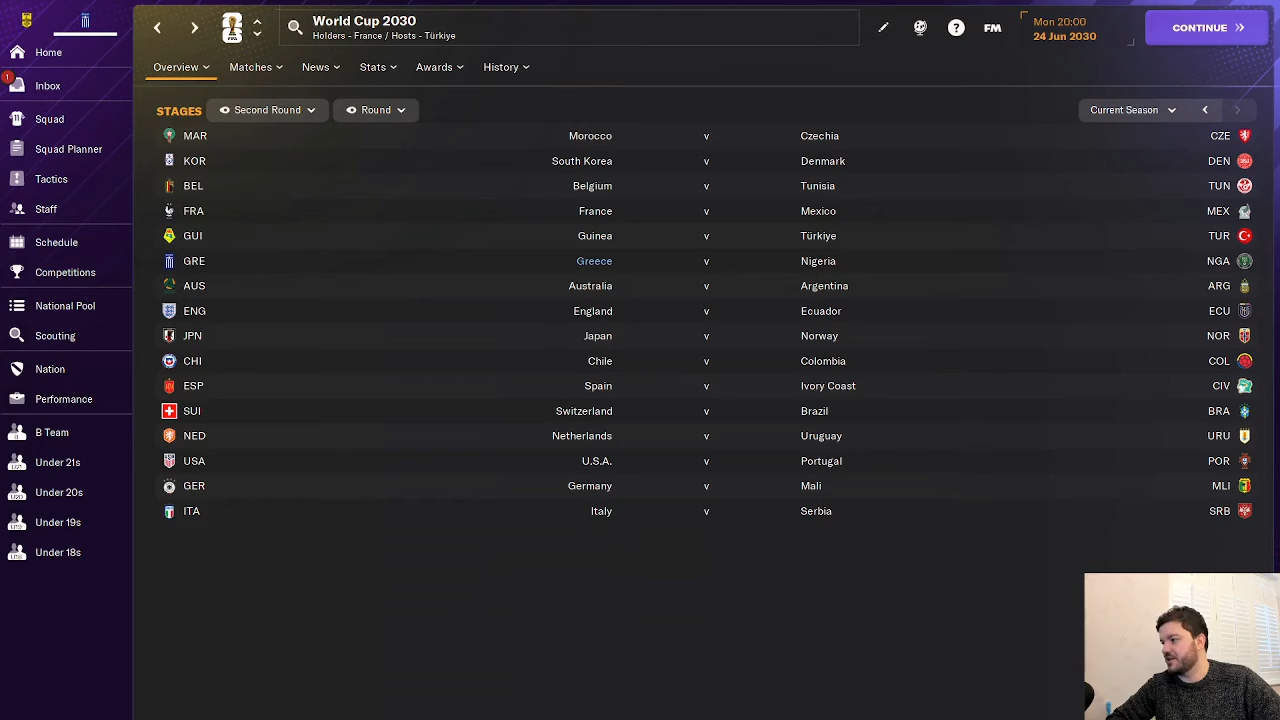 World Cup 2030
Holders - France / Hosts - Türkiye
FM
Mon 20:00
24 Jun 2030
CONTINUE
Home
1
Inbox
Squad
Squad Planner
Tactics
Staff
Schedule
Competitions
National Pool
Scouting
Nation
Performance
B Team
Under 21s
Under 20s
Under 19s
Under 18s
Overview Matches News Stats Awards History
STAGES Second Round Round Current Season
MAR Morocco v Czechia CZE
KOR South Korea v Denmark DEN
BEL Belgium v Tunisia TUN
FRA France v Mexico MEX
GUI Guinea v Türkiye TUR
GRE Greece v Nigeria NGA
AUS Australia v Argentina ARG
ENG England v Ecuador ECU
JPN Japan v Norway NOR
CHI Chile v Colombia COL
ESP Spain v Ivory Coast CIV
SUI Switzerland v Brazil BRA
NED Netherlands v Uruguay URU
USA U.S.A. v Portugal POR
GER Germany v Mali MLI
ITA Italy v Serbia SRB